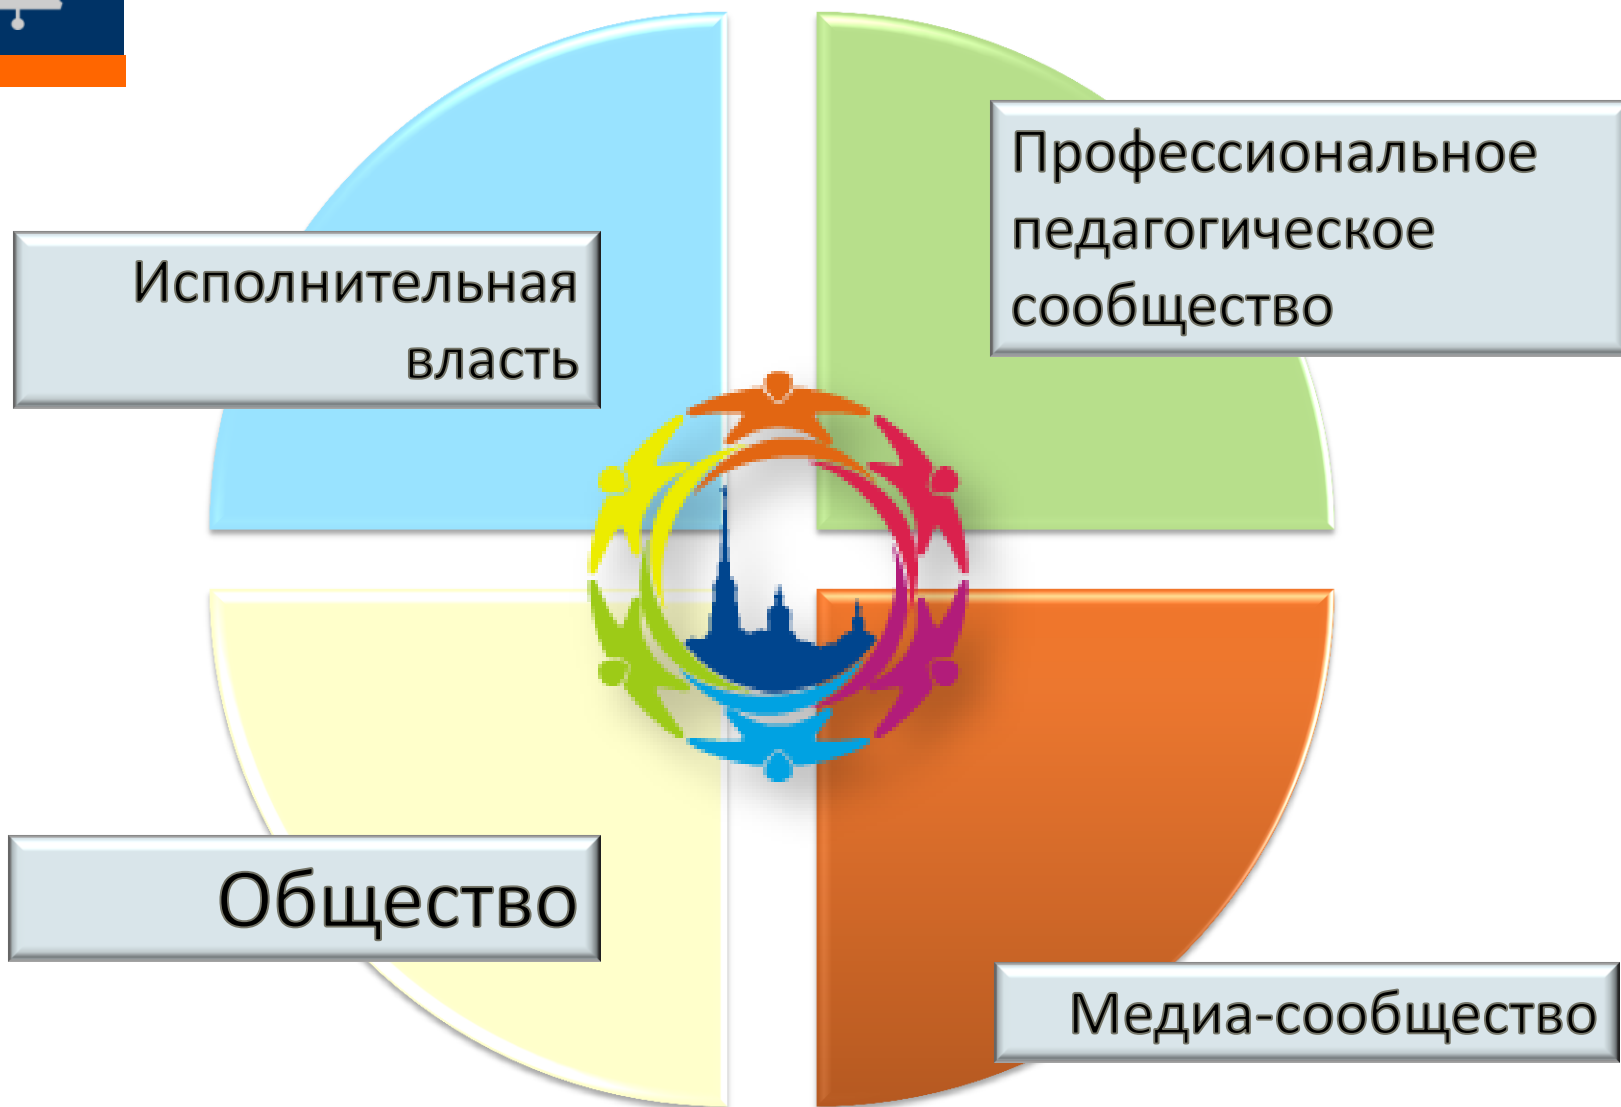 Исполнительная
власть
Профессиональное
педагогическое
сообщество
Общество
Медиа-сообщество